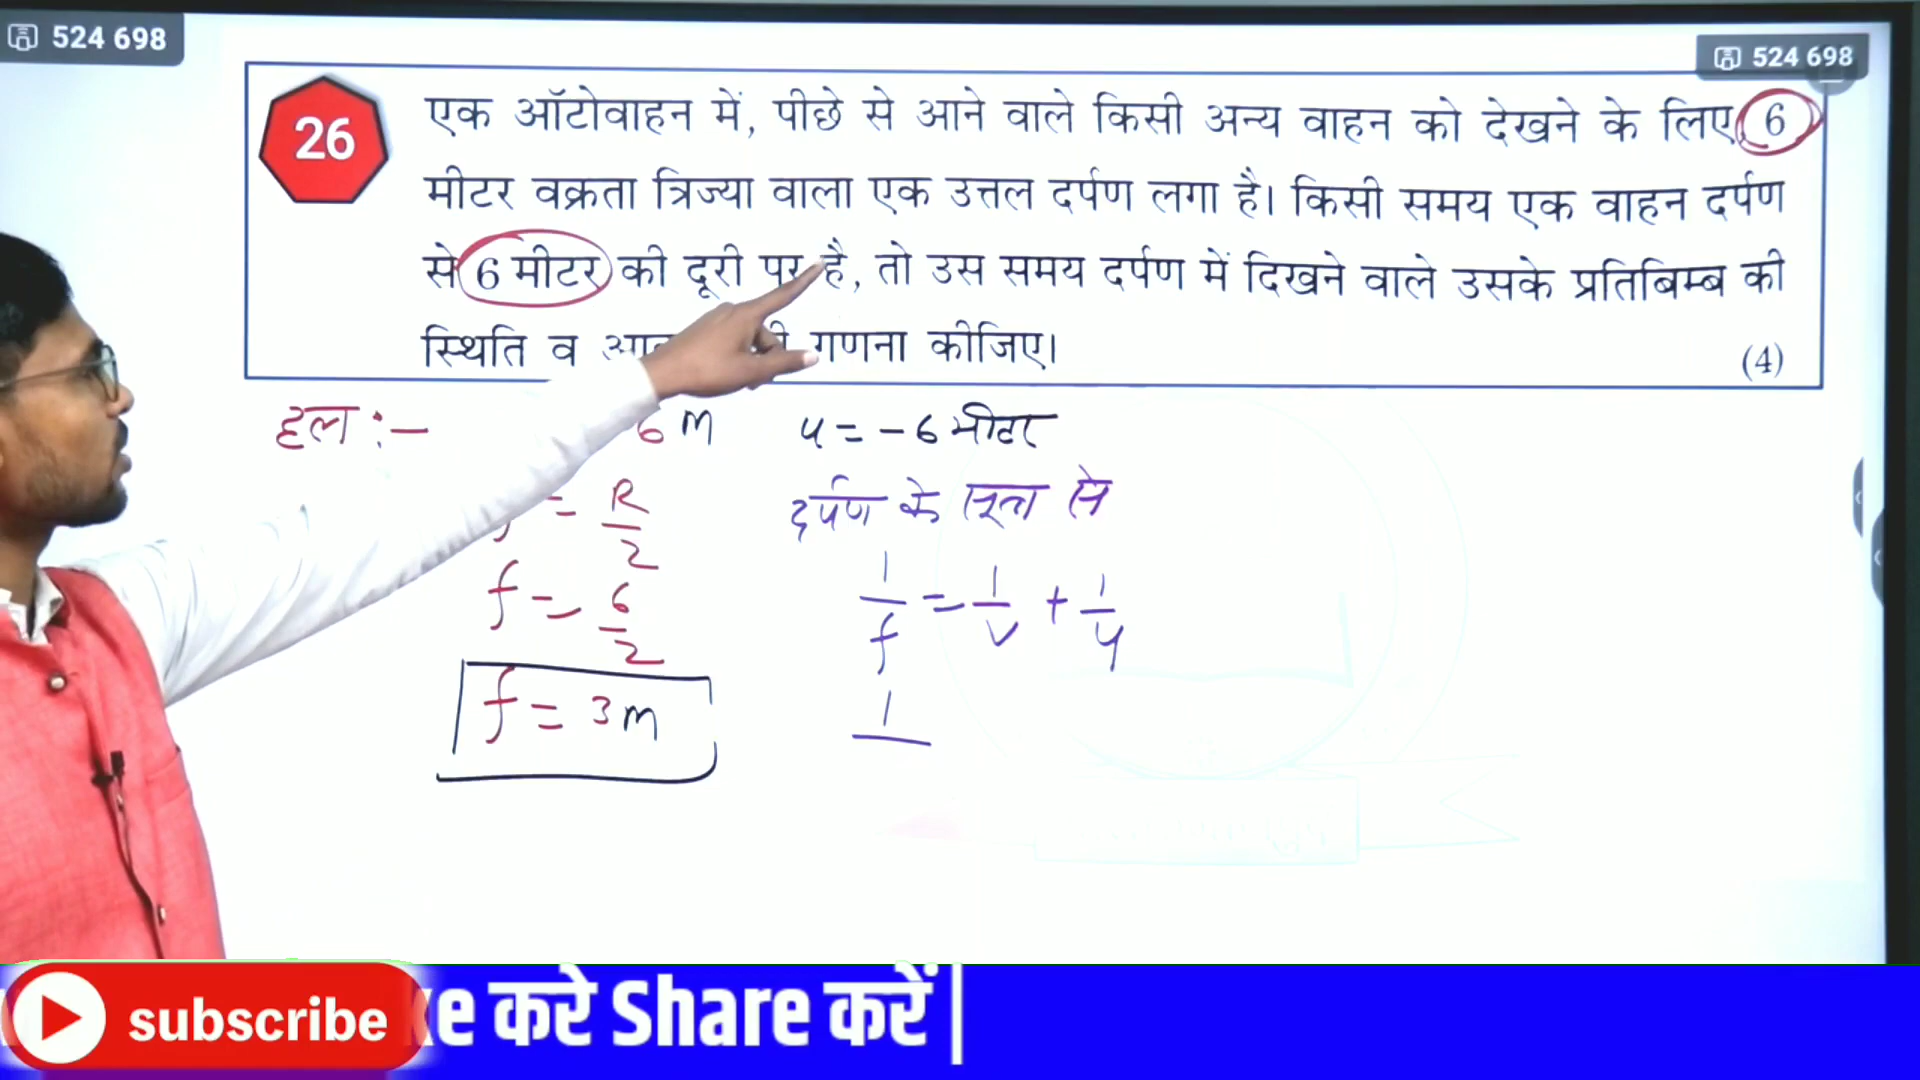 524 698
524 698
26
एक ऑटोवाहन में, पीछे से आने वाले किसी अन्य वाहन को देखने के लिए 6
मीटर वक्रता त्रिज्या वाला एक उत्तल दर्पण लगा है। किसी समय एक वाहन दर्पण
से 6 मीटर की दूरी पर है, तो उस समय दर्पण में दिखने वाले उसके प्रतिबिम्ब की
स्थिति व गणना कीजिए।
(4)
हल :-
6 m
u = -6 मीटर
= R/2
दर्पण के सूत्र से
f = 6/2
1/f = 1/v + 1/u
f = 3m
1
subscribe
करे Share करें |